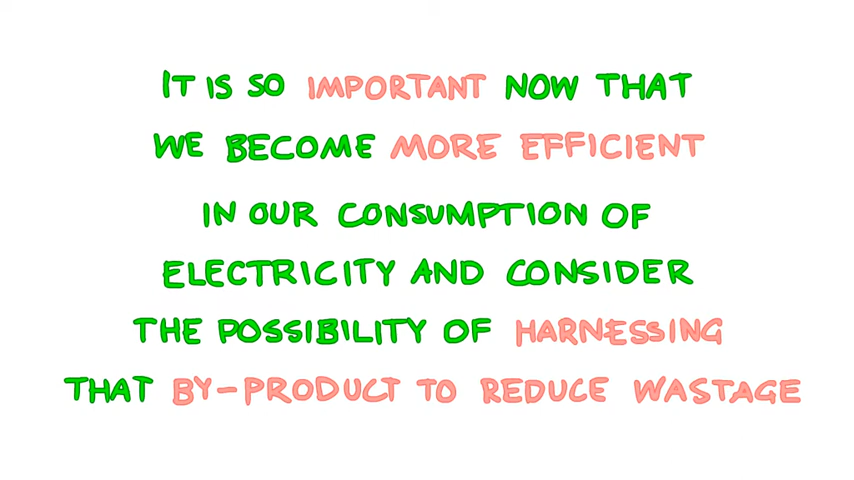 IT IS SO IMPORTANT NOW THAT
WE BECOME MORE EFFICIENT
IN OUR CONSUMPTION OF
ELECTRICITY AND CONSIDER
THE POSSIBILITY OF HARNESSING
THAT BY-PRODUCT TO REDUCE WASTAGE